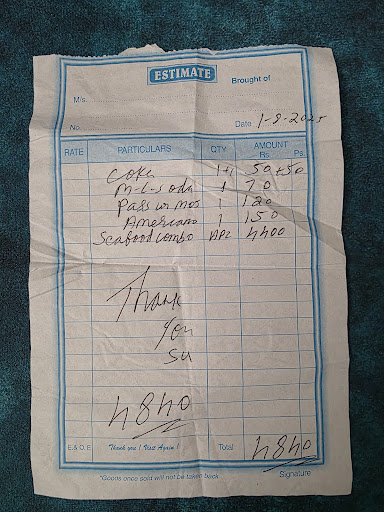 ESTIMATE
Brought of
M/s.
No. Date 1-8-2025
RATE PARTICULARS QTY AMOUNT
Rs. Ps.
Coke 1+1 50+50
M-L-Soda 1 70
Pass w mos 1 120
Americano 1 150
Seafood combo AP2 4400
Thank
You
4840
E.& O.E Thank you ! Visit Again ! Total 4840
*Goods once sold will not be taken back Signature